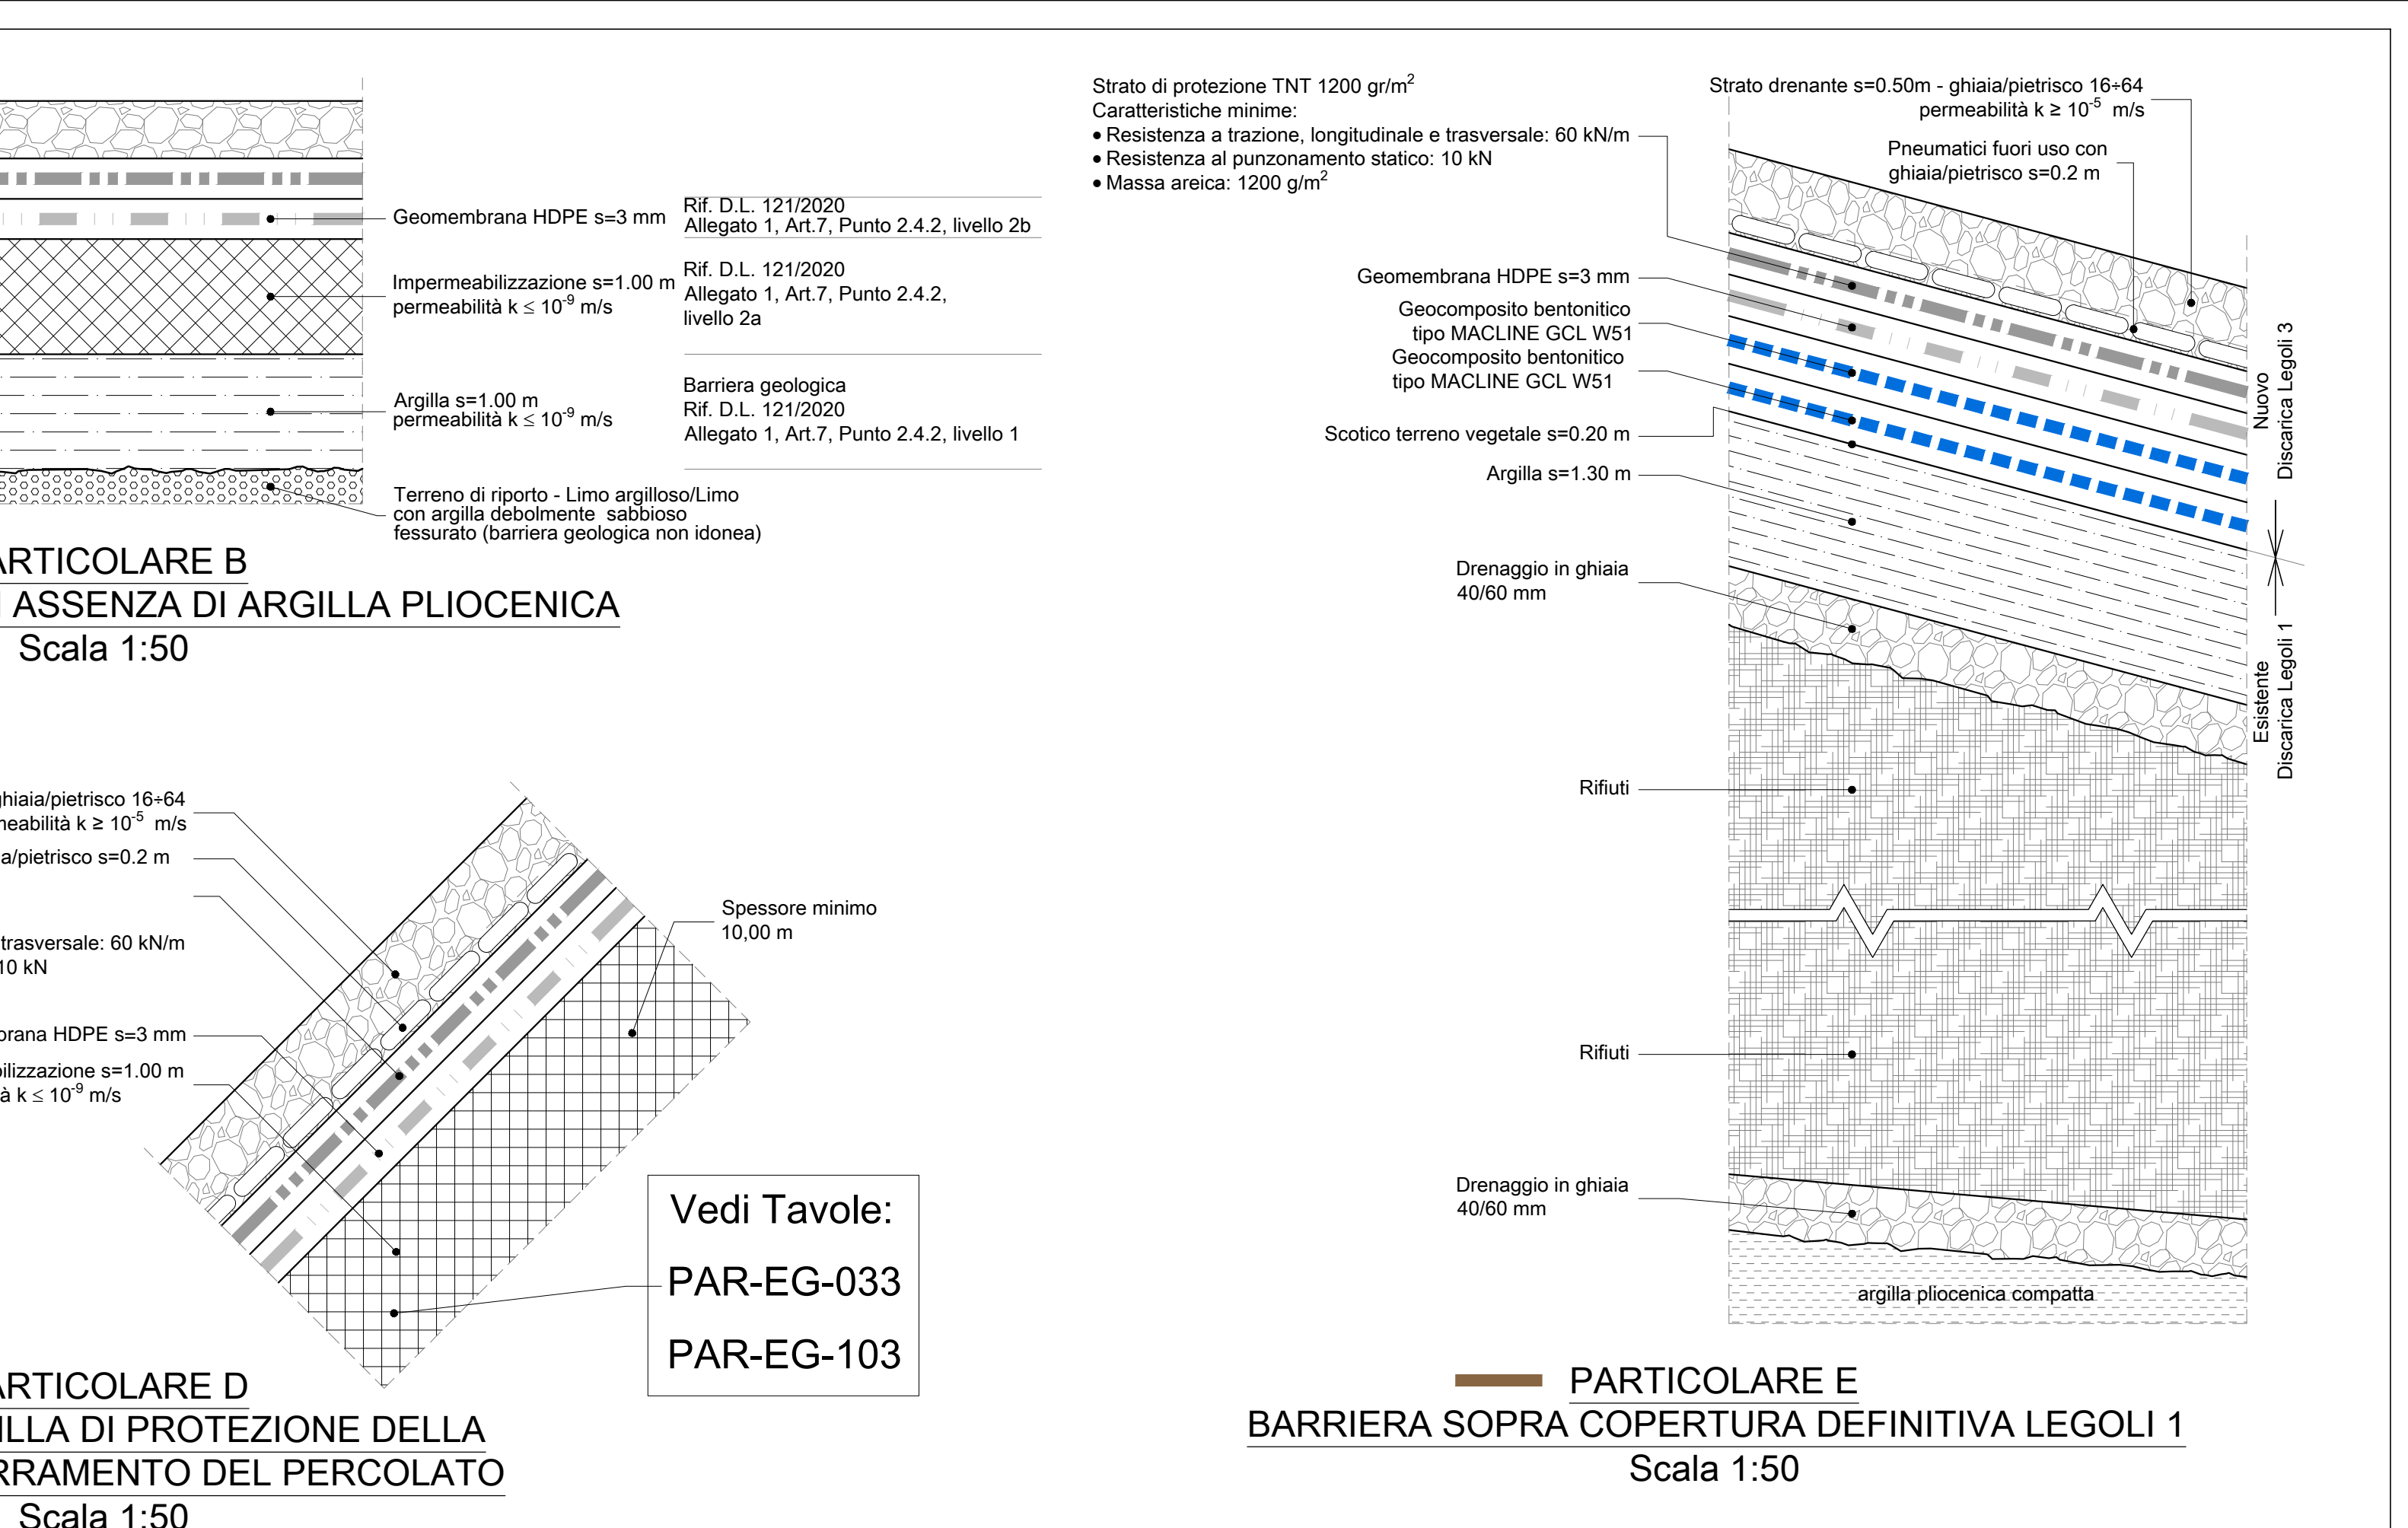 Geomembrana HDPE s=3 mm
Rif. D.L. 121/2020
Allegato 1, Art.7, Punto 2.4.2, livello 2b
Impermeabilizzazione s=1.00 m
permeabilità k ≤ 10⁻⁹ m/s
Rif. D.L. 121/2020
Allegato 1, Art.7, Punto 2.4.2,
livello 2a
Argilla s=1.00 m
permeabilità k ≤ 10⁻⁹ m/s
Barriera geologica
Rif. D.L. 121/2020
Allegato 1, Art.7, Punto 2.4.2, livello 1
Terreno di riporto - Limo argilloso/Limo
con argilla debolmente sabbioso
fessurato (barriera geologica non idonea)
ARTICOLARE B
ASSENZA DI ARGILLA PLIOCENICA
Scala 1:50
ghiaia/pietrisco 16÷64
meabilità k ≥ 10⁻⁵ m/s
a/pietrisco s=0.2 m
trasversale: 60 kN/m
10 kN
brana HDPE s=3 mm
bilizzazione s=1.00 m
à k ≤ 10⁻⁹ m/s
Spessore minimo
10,00 m
Vedi Tavole:
PAR-EG-033
PAR-EG-103
ARTICOLARE D
ILLA DI PROTEZIONE DELLA
RRAMENTO DEL PERCOLATO
Scala 1:50
Strato di protezione TNT 1200 gr/m²
Caratteristiche minime:
• Resistenza a trazione, longitudinale e trasversale: 60 kN/m
• Resistenza al punzonamento statico: 10 kN
• Massa areica: 1200 g/m²
Strato drenante s=0.50m - ghiaia/pietrisco 16÷64
permeabilità k ≥ 10⁻⁵ m/s
Pneumatici fuori uso con
ghiaia/pietrisco s=0.2 m
Geomembrana HDPE s=3 mm
Geocomposito bentonitico
tipo MACLINE GCL W51
Geocomposito bentonitico
tipo MACLINE GCL W51
Scotico terreno vegetale s=0.20 m
Argilla s=1.30 m
Drenaggio in ghiaia
40/60 mm
Nuovo
Discarica Legoli 3
Esistente
Discarica Legoli 1
Rifiuti
Rifiuti
Drenaggio in ghiaia
40/60 mm
argilla pliocenica compatta
PARTICOLARE E
BARRIERA SOPRA COPERTURA DEFINITIVA LEGOLI 1
Scala 1:50